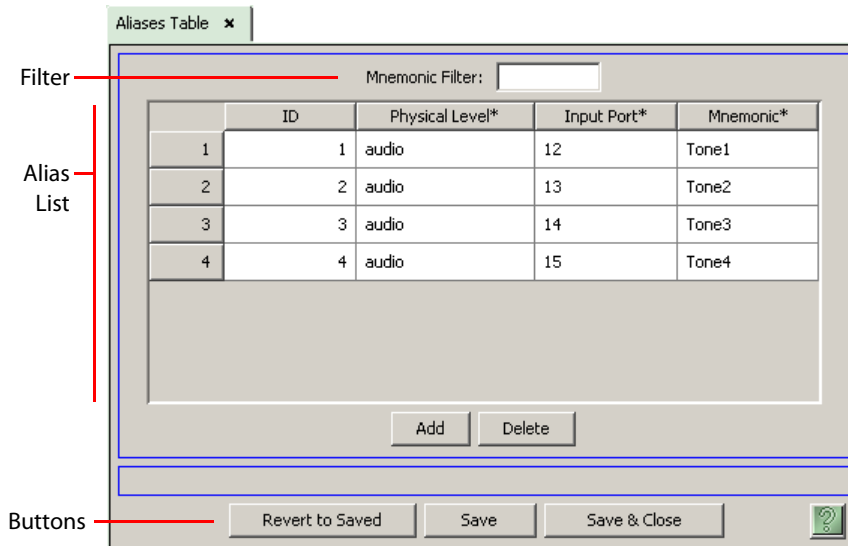 Aliases Table ×
Filter
Mnemonic Filter:
ID Physical Level* Input Port* Mnemonic*
1 1 audio 12 Tone1
2 2 audio 13 Tone2
3 3 audio 14 Tone3
4 4 audio 15 Tone4
Alias
List
Add Delete
Buttons
Revert to Saved Save Save & Close ?